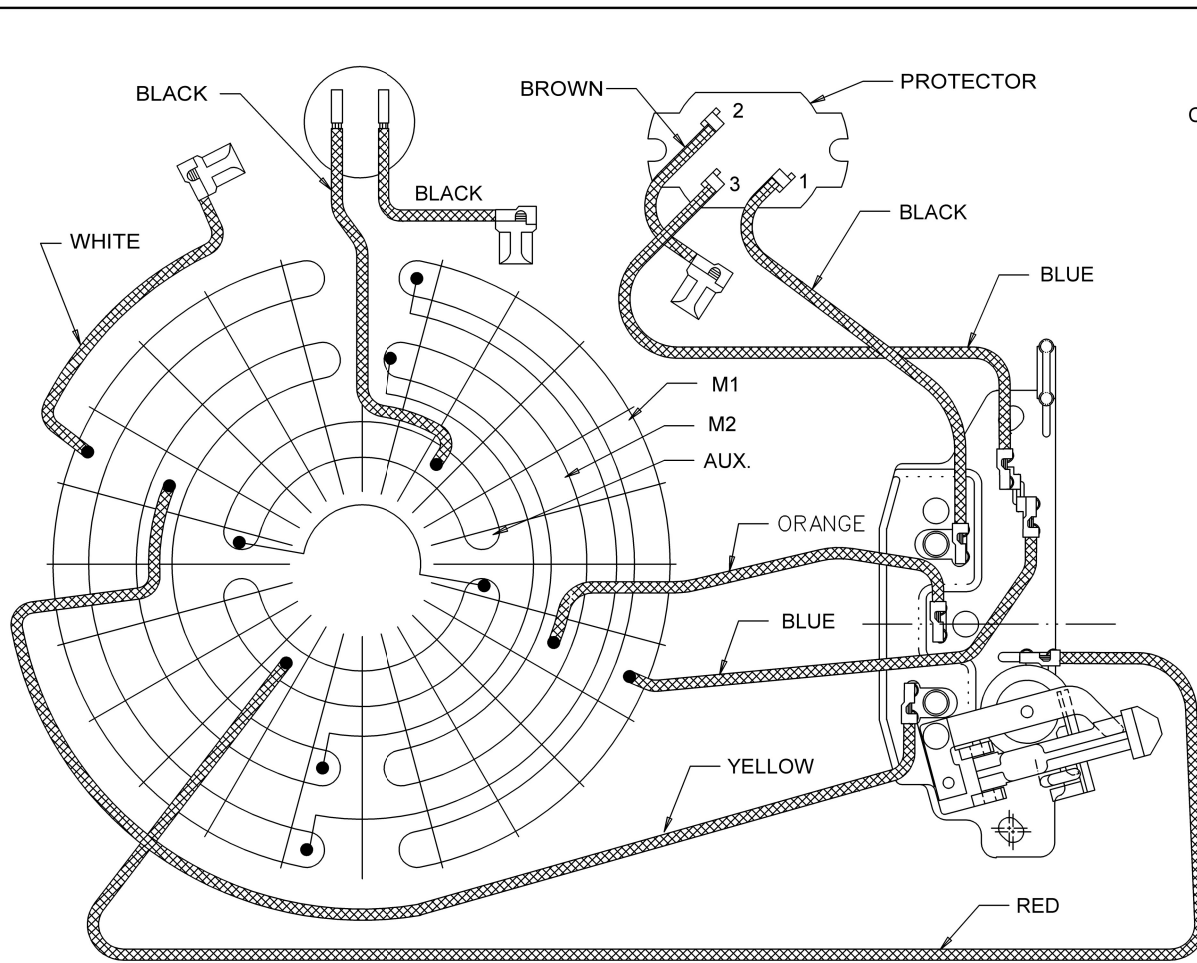 BLACK
BROWN
PROTECTOR
2
C
3
1
BLACK
BLACK
WHITE
BLUE
M1
M2
AUX.
ORANGE
BLUE
YELLOW
RED